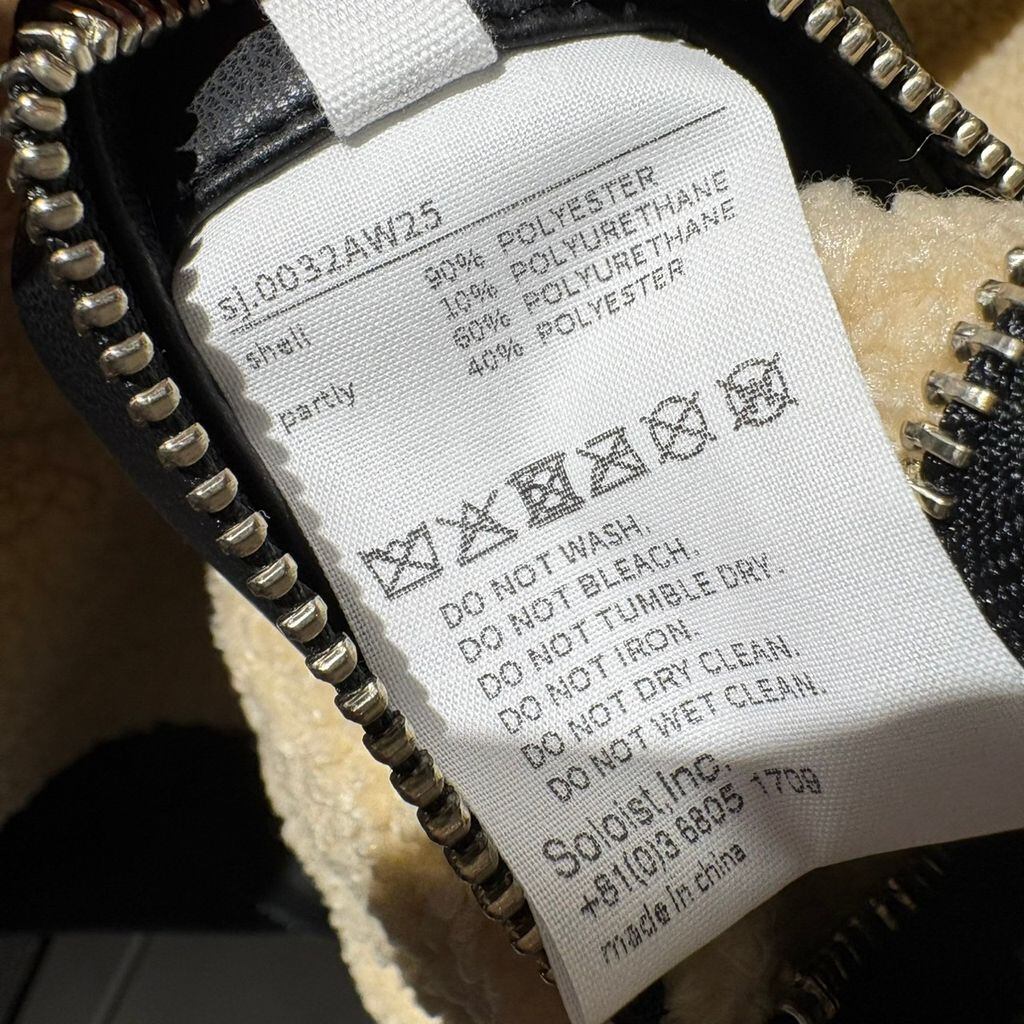 sj.0032AW25
shell 90% POLYESTER
10% POLYURETHANE
partly 60% POLYURETHANE
40% POLYESTER
DO NOT WASH.
DO NOT BLEACH.
DO NOT TUMBLE DRY.
DO NOT IRON.
DO NOT DRY CLEAN.
DO NOT WET CLEAN.
Soloist,Inc.
+81(0)3 6805 1709
made in china